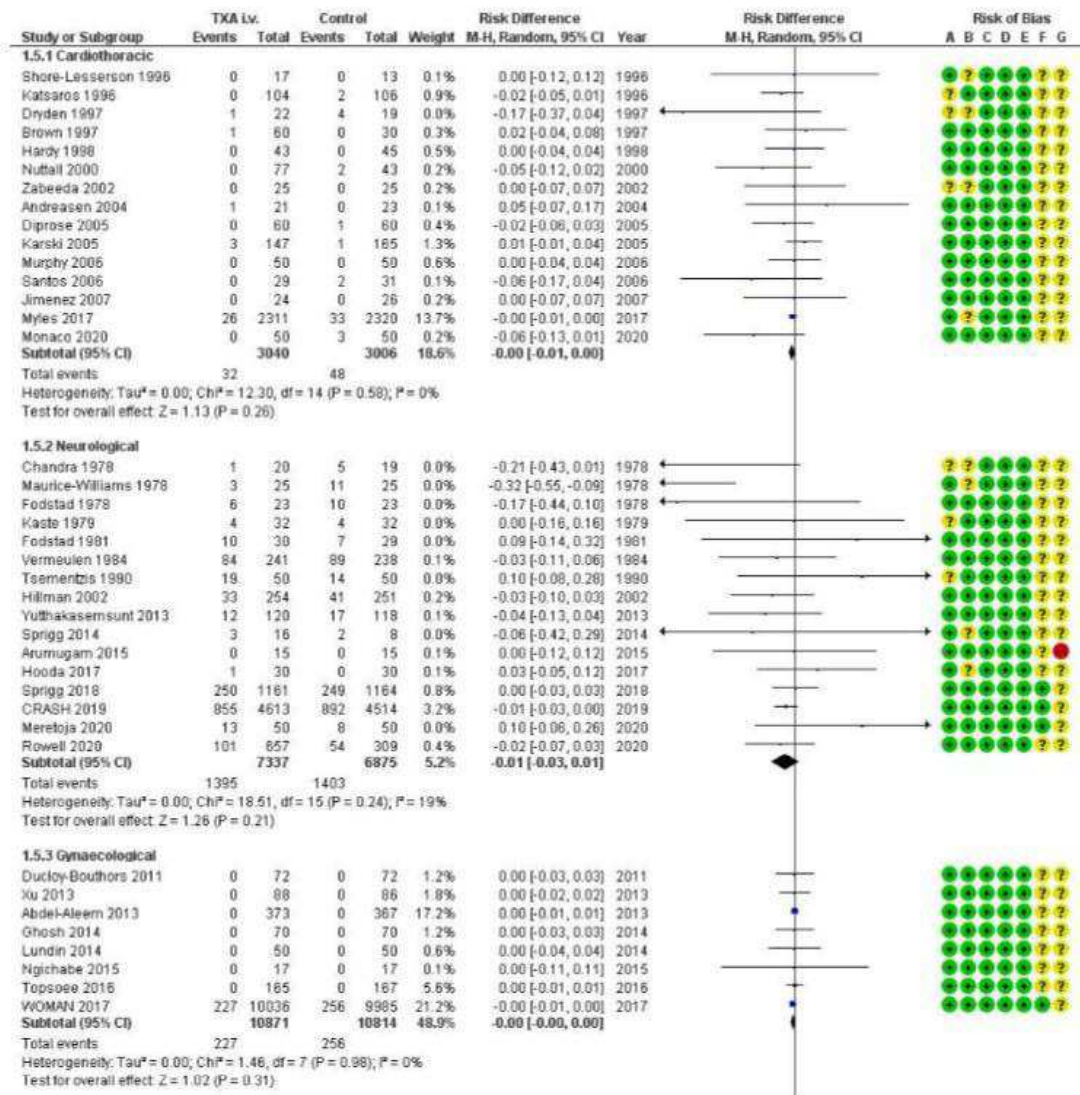 TXA i.v. Control Risk Difference Risk Difference Risk of Bias
Study or Subgroup Events Total Events Total Weight M-H, Random, 95% CI Year M-H, Random, 95% CI A B C D E F G
1.5.1 Cardiothoracic
Shore-Lesserson 1996 0 17 0 13 0.1% 0.00 [-0.12, 0.12] 1996 + ? + + + ? ?
Katsaros 1996 0 104 2 106 0.9% -0.02 [-0.05, 0.01] 1996 ? + + + + ? ?
Dryden 1997 1 22 4 19 0.0% -0.17 [-0.37, 0.04] 1997 ? ? + + + ? ?
Brown 1997 1 60 0 30 0.2% 0.02 [-0.04, 0.08] 1997 + + + + + ? ?
Hardy 1998 0 43 0 45 0.5% 0.00 [-0.04, 0.04] 1998 + + + + + ? ?
Nuttall 2000 0 77 2 43 0.2% -0.05 [-0.12, 0.02] 2000 + + + + + ? ?
Zabeeda 2002 0 25 0 25 0.2% 0.00 [-0.07, 0.07] 2002 ? ? + + + ? ?
Andreasen 2004 1 21 0 23 0.1% 0.05 [-0.07, 0.17] 2004 + + + + + ? ?
Diprose 2005 0 60 1 60 0.4% -0.02 [-0.06, 0.03] 2005 + + + + + ? ?
Karski 2005 3 147 1 165 1.3% 0.01 [-0.01, 0.04] 2005 + + + + + ? ?
Murphy 2006 0 50 0 50 0.6% 0.00 [-0.04, 0.04] 2006 + + + + + ? ?
Santos 2006 0 29 2 31 0.1% -0.06 [-0.17, 0.04] 2006 + + + + + ? ?
Jimenez 2007 0 24 0 26 0.2% 0.00 [-0.07, 0.07] 2007 + + + + + ? ?
Myles 2017 26 2311 33 2320 13.7% -0.00 [-0.01, 0.00] 2017 + ? + + + ? ?
Monaco 2020 0 50 3 50 0.2% -0.06 [-0.13, 0.01] 2020 + + + + + ? ?
Subtotal (95% CI) 3040 3006 18.6% -0.00 [-0.01, 0.00]
Total events 32 48
Heterogeneity: Tau² = 0.00; Chi² = 12.30, df = 14 (P = 0.58); I² = 0%
Test for overall effect: Z = 1.13 (P = 0.26)
1.5.2 Neurological
Chandra 1978 1 20 5 19 0.0% -0.21 [-0.43, 0.01] 1978 ? ? + + + ? ?
Maurice-Williams 1978 3 25 11 25 0.0% -0.32 [-0.55, -0.09] 1978 + ? + + + ? ?
Fodstad 1978 6 23 10 23 0.0% -0.17 [-0.44, 0.10] 1978 + + + + + ? ?
Kaste 1979 4 32 4 32 0.0% 0.00 [-0.16, 0.16] 1979 ? + + + + ? ?
Fodstad 1981 10 30 7 29 0.0% 0.09 [-0.14, 0.32] 1981 + + + + + ? ?
Vermeulen 1984 84 241 89 238 0.1% -0.03 [-0.11, 0.06] 1984 + + + + + ? ?
Tsementzis 1990 19 50 14 50 0.0% 0.10 [-0.08, 0.28] 1990 ? + + + + ? ?
Hillman 2002 33 254 41 251 0.2% -0.03 [-0.10, 0.03] 2002 + + + + + ? ?
Yutthakasemsunt 2013 12 120 17 118 0.1% -0.04 [-0.13, 0.04] 2013 + + + + + ? ?
Sprigg 2014 3 16 2 8 0.0% -0.06 [-0.42, 0.29] 2014 + ? + + + ? ?
Arumugam 2015 0 15 0 15 0.1% 0.00 [-0.12, 0.12] 2015 + + + + + ?
Hooda 2017 1 30 0 30 0.1% 0.03 [-0.05, 0.12] 2017 + ? + + + ? ?
Sprigg 2018 250 1161 249 1164 0.8% 0.00 [-0.03, 0.03] 2018 + + + + + + ?
CRASH 2019 855 4613 892 4514 3.2% -0.01 [-0.03, 0.00] 2019 + + + + + + ?
Meretoja 2020 13 50 8 50 0.0% 0.10 [-0.06, 0.26] 2020 + + + + + + ?
Rowell 2020 101 657 54 309 0.4% -0.02 [-0.07, 0.03] 2020 + + + + + ? ?
Subtotal (95% CI) 7337 6875 5.2% -0.01 [-0.03, 0.01]
Total events 1395 1403
Heterogeneity: Tau² = 0.00; Chi² = 18.51, df = 15 (P = 0.24); I² = 19%
Test for overall effect: Z = 1.26 (P = 0.21)
1.5.3 Gynaecological
Ducloy-Bouthors 2011 0 72 0 72 1.2% 0.00 [-0.03, 0.03] 2011 + + + + + ? ?
Xu 2013 0 88 0 86 1.8% 0.00 [-0.02, 0.02] 2013 + + + + + ? ?
Abdel-Aleem 2013 0 373 0 367 17.2% 0.00 [-0.01, 0.01] 2013 + + + + + ? ?
Ghosh 2014 0 70 0 70 1.2% 0.00 [-0.03, 0.03] 2014 + + + + + ? ?
Lundin 2014 0 50 0 50 0.6% 0.00 [-0.04, 0.04] 2014 + + + + + ? ?
Ngichabe 2015 0 17 0 17 0.1% 0.00 [-0.11, 0.11] 2015 + + + + + ? ?
Topsoee 2016 0 165 0 167 5.6% 0.00 [-0.01, 0.01] 2016 + + + + + ? ?
WOMAN 2017 227 10036 256 9985 21.2% -0.00 [-0.01, 0.00] 2017 + + + + + + ?
Subtotal (95% CI) 10871 10814 48.9% -0.00 [-0.00, 0.00]
Total events 227 256
Heterogeneity: Tau² = 0.00; Chi² = 1.46, df = 7 (P = 0.98); I² = 0%
Test for overall effect: Z = 1.02 (P = 0.31)